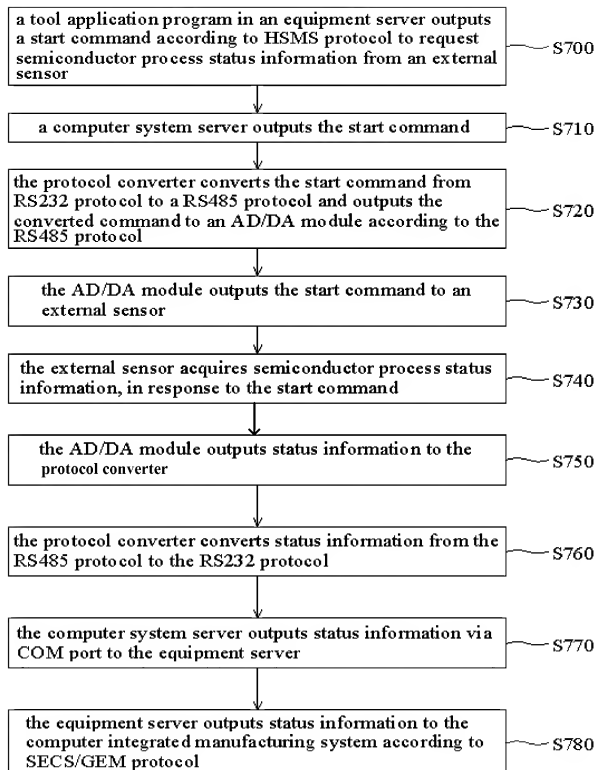 a tool application program in an equipment server outputs
a start command according to HSMS protocol to request
semiconductor process status information from an external
sensor
S700
a computer system server outputs the start command
S710
the protocol converter converts the start command from
RS232 protocol to a RS485 protocol and outputs the
converted command to an AD/DA module according to the
RS485 protocol
S720
the AD/DA module outputs the start command to an
external sensor
S730
the external sensor acquires semiconductor process status
information, in response to the start command
S740
the AD/DA module outputs status information to the
protocol converter
S750
the protocol converter converts status information from the
RS485 protocol to the RS232 protocol
S760
the computer system server outputs status information via
COM port to the equipment server
S770
the equipment server outputs status information to the
computer integrated manufacturing system according to
SECS/GEM protocol
S780